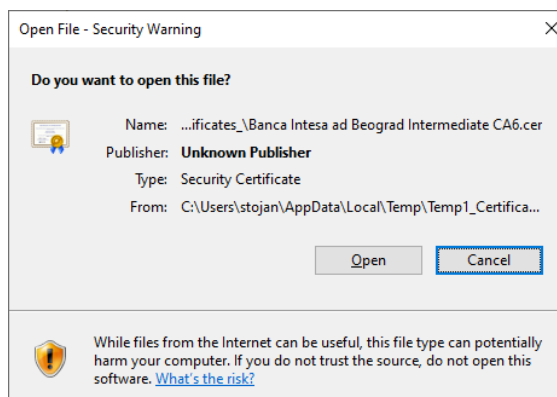 Open File - Security Warning
Do you want to open this file?
Name: ...ificates_\Banca Intesa ad Beograd Intermediate CA6.cer
Publisher: Unknown Publisher
Type: Security Certificate
From: C:\Users\stojan\AppData\Local\Temp\Temp1_Certifica...
Open Cancel
While files from the Internet can be useful, this file type can potentially
harm your computer. If you do not trust the source, do not open this
software. What's the risk?